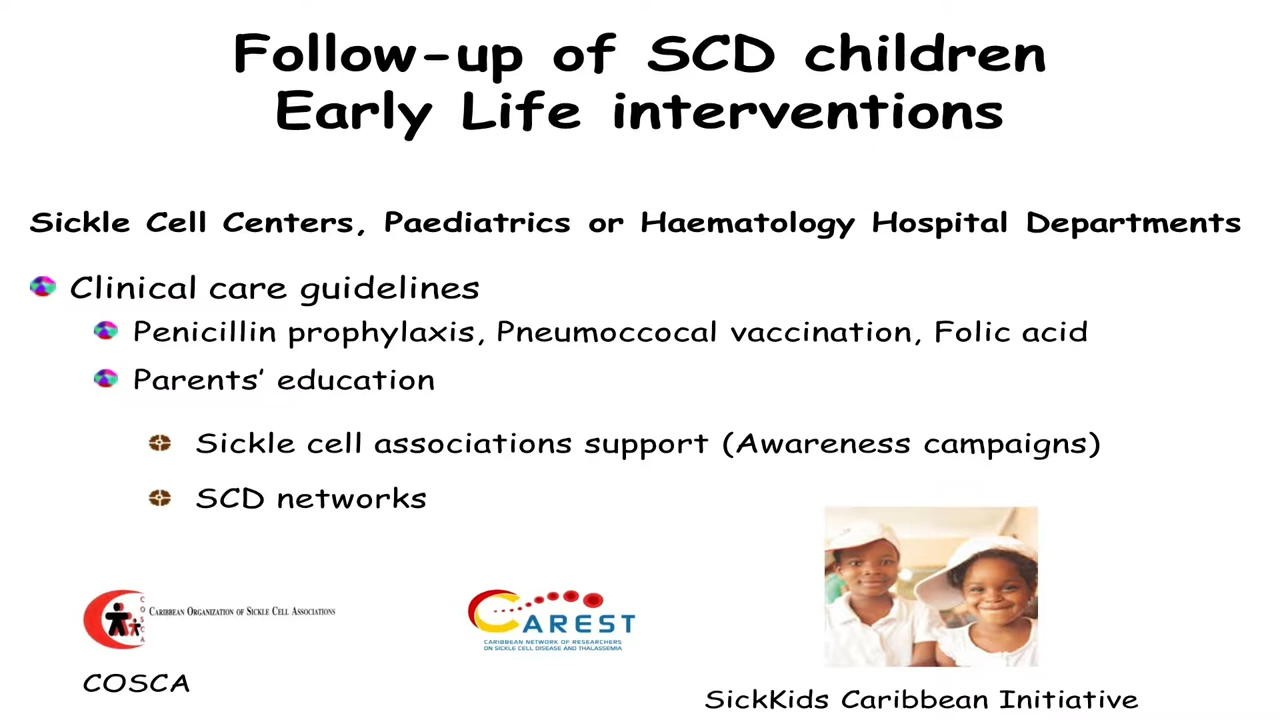 Follow-up of SCD children
Early Life interventions
Sickle Cell Centers, Paediatrics or Haematology Hospital Departments
Clinical care guidelines
Penicillin prophylaxis, Pneumoccocal vaccination, Folic acid
Parents’ education
Sickle cell associations support (Awareness campaigns)
SCD networks
COSCA
CARIBBEAN ORGANIZATION OF SICKLE CELL ASSOCIATIONS
CAREST
CARIBBEAN NETWORK OF RESEARCHERS
ON SICKLE CELL DISEASE AND THALASSEMIA
COSCA
SickKids Caribbean Initiative